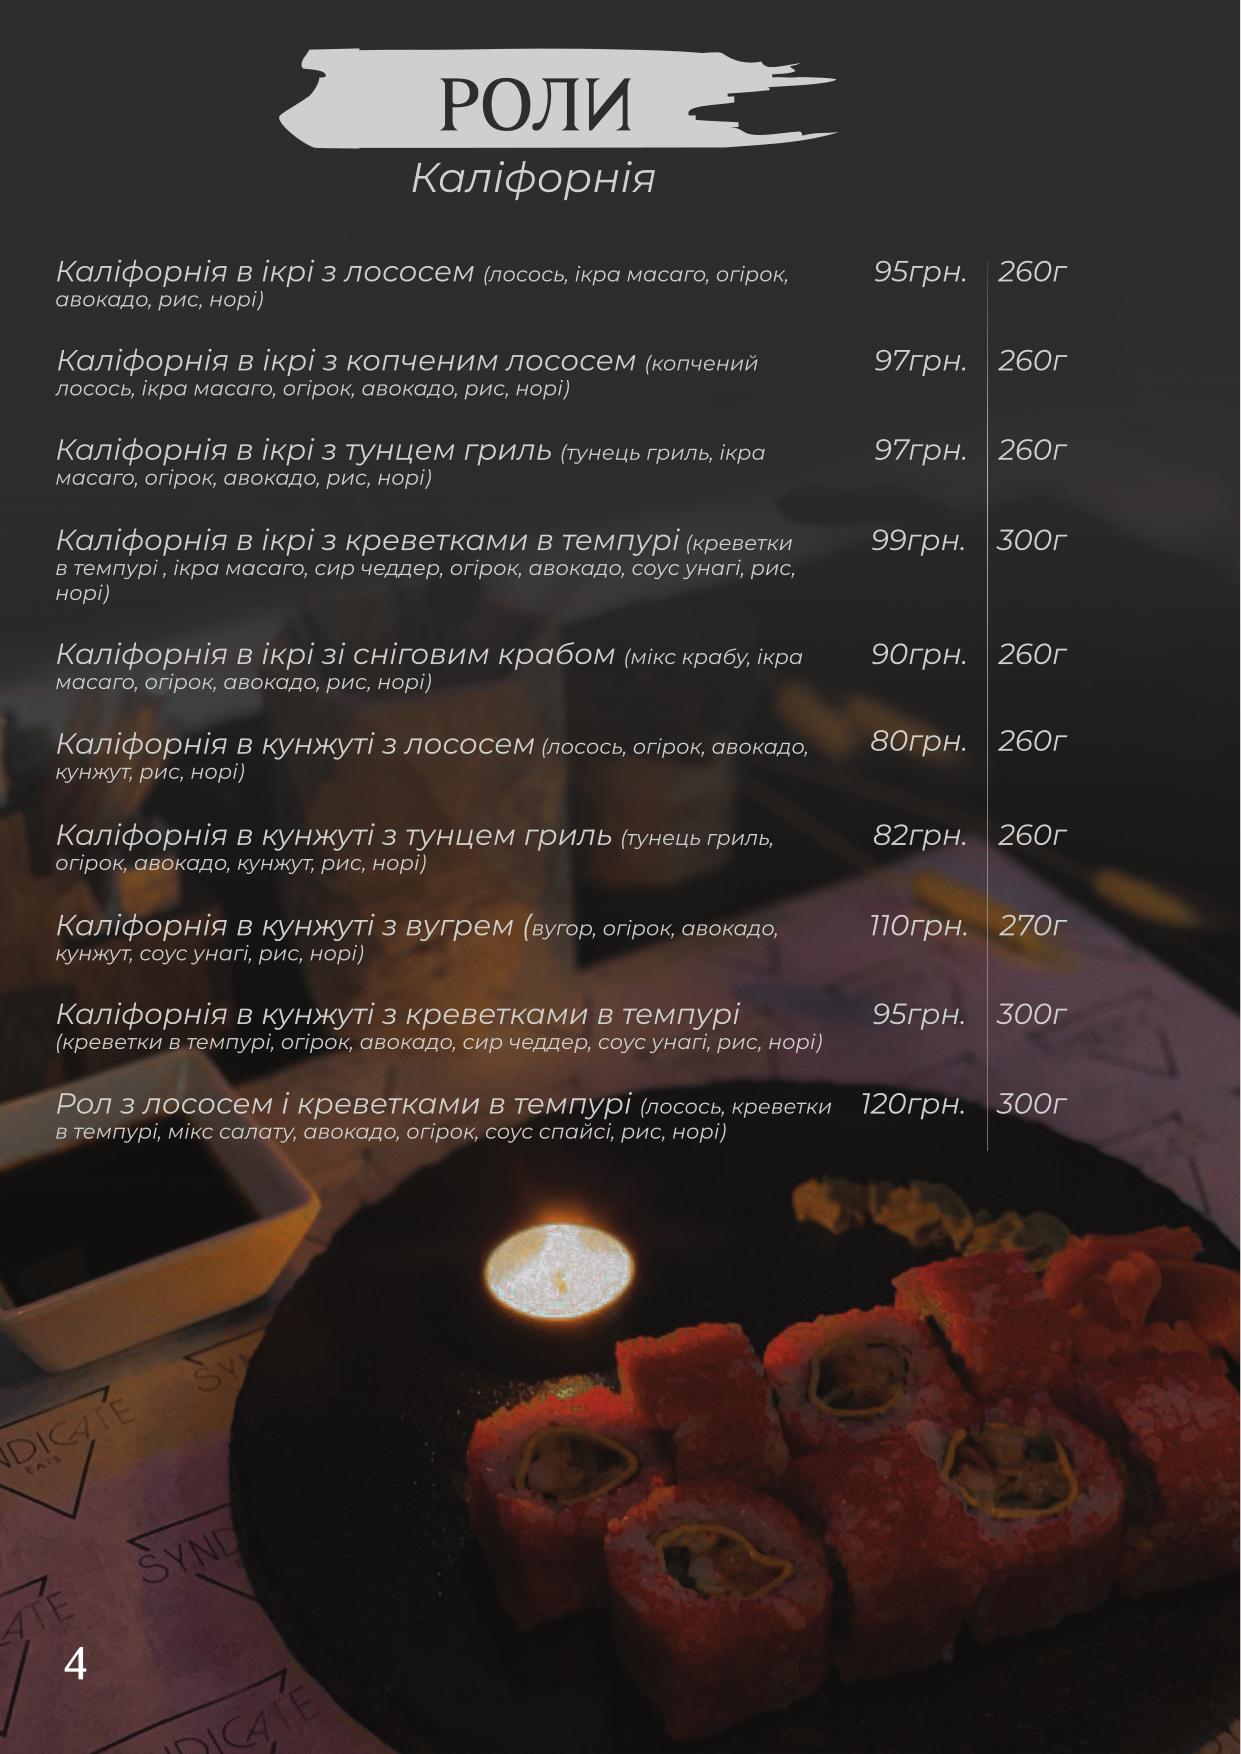 РОЛИ
Каліфорнія
Каліфорнія в ікрі з лососем (лосось, ікра масаго, огірок, 95грн. 260г
авокадо, рис, норі)
Каліфорнія в ікрі з копченим лососем (копчений 97грн. 260г
лосось, ікра масаго, огірок, авокадо, рис, норі)
Каліфорнія в ікрі з тунцем гриль (тунець гриль, ікра 97грн. 260г
масаго, огірок, авокадо, рис, норі)
Каліфорнія в ікрі з креветками в темпурі (креветки 99грн. 300г
в темпурі , ікра масаго, сир чеддер, огірок, авокадо, соус унагі, рис,
норі)
Каліфорнія в ікрі зі сніговим крабом (мікс крабу, ікра 90грн. 260г
масаго, огірок, авокадо, рис, норі)
Каліфорнія в кунжуті з лососем (лосось, огірок, авокадо, 80грн. 260г
кунжут, рис, норі)
Каліфорнія в кунжуті з тунцем гриль (тунець гриль, 82грн. 260г
огірок, авокадо, кунжут, рис, норі)
Каліфорнія в кунжуті з вугрем (вугор, огірок, авокадо, 110грн. 270г
кунжут, соус унагі, рис, норі)
Каліфорнія в кунжуті з креветками в темпурі 95грн. 300г
(креветки в темпурі, огірок, авокадо, сир чеддер, соус унагі, рис, норі)
Рол з лососем і креветками в темпурі (лосось, креветки 120грн. 300г
в темпурі, мікс салату, авокадо, огірок, соус спайсі, рис, норі)
SYN
NDICATE
EATS
SYND
CATE
4
NDICATE